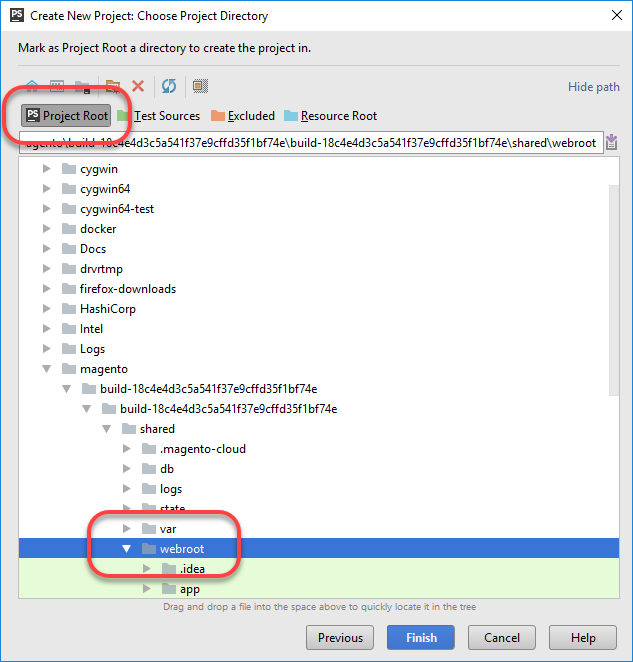 PS Create New Project: Choose Project Directory
Mark as Project Root a directory to create the project in.
Hide path
PS Project Root Test Sources Excluded Resource Root
agento\build-18c4e4d3c5a541f37e9cffd35f1bf74e\build-18c4e4d3c5a541f37e9cffd35f1bf74e\shared\webroot
cygwin
cygwin64
cygwin64-test
docker
Docs
drvrtmp
firefox-downloads
HashiCorp
Intel
Logs
magento
build-18c4e4d3c5a541f37e9cffd35f1bf74e
build-18c4e4d3c5a541f37e9cffd35f1bf74e
shared
.magento-cloud
db
logs
state
var
webroot
.idea
app
Drag and drop a file into the space above to quickly locate it in the tree
Previous Finish Cancel Help